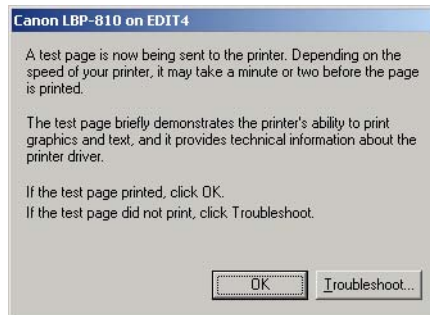 Canon LBP-810 on EDIT4
A test page is now being sent to the printer. Depending on the
speed of your printer, it may take a minute or two before the page
is printed.
The test page briefly demonstrates the printer's ability to print
graphics and text, and it provides technical information about the
printer driver.
If the test page printed, click OK.
If the test page did not print, click Troubleshoot.
OK Troubleshoot...